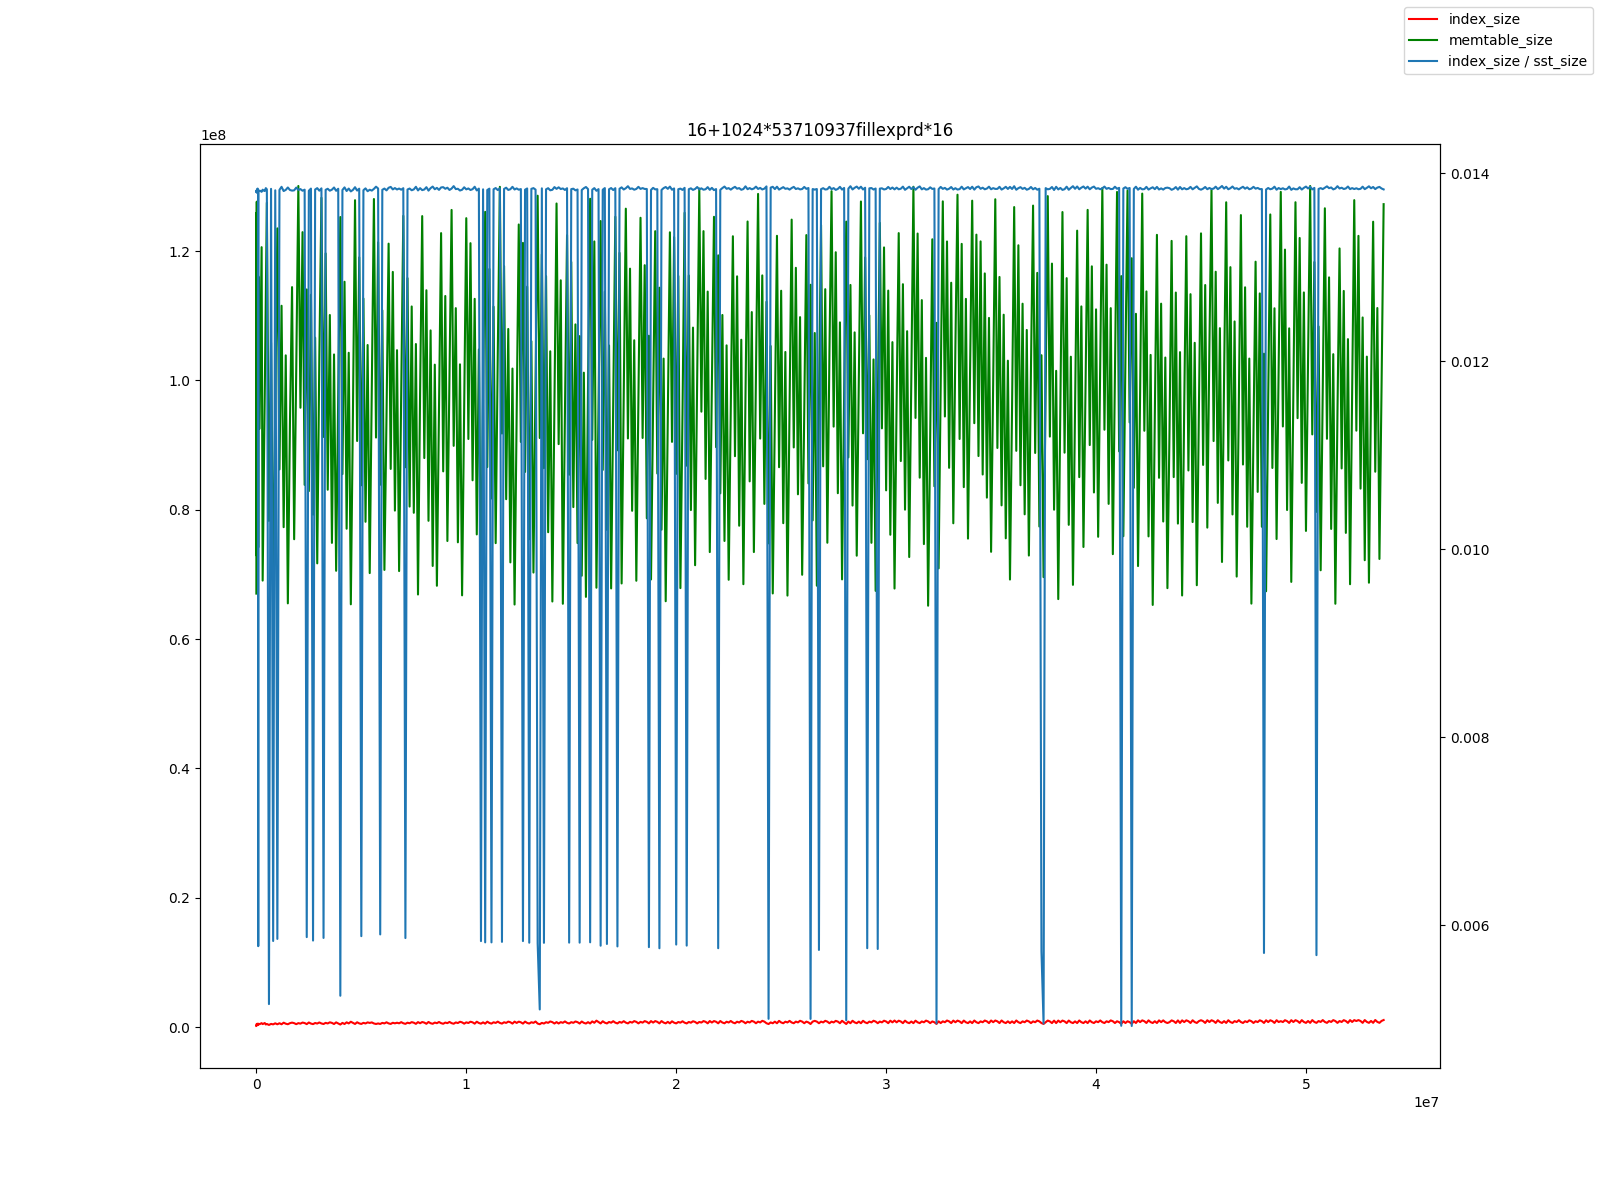 index_size
memtable_size
index_size / sst_size
16+1024*53710937fillexprd*16
1e8
0.014
1.2
0.012
1.0
0.8
0.010
0.6
0.008
0.4
0.006
0.2
0.0
0 1 2 3 4 5
1e7